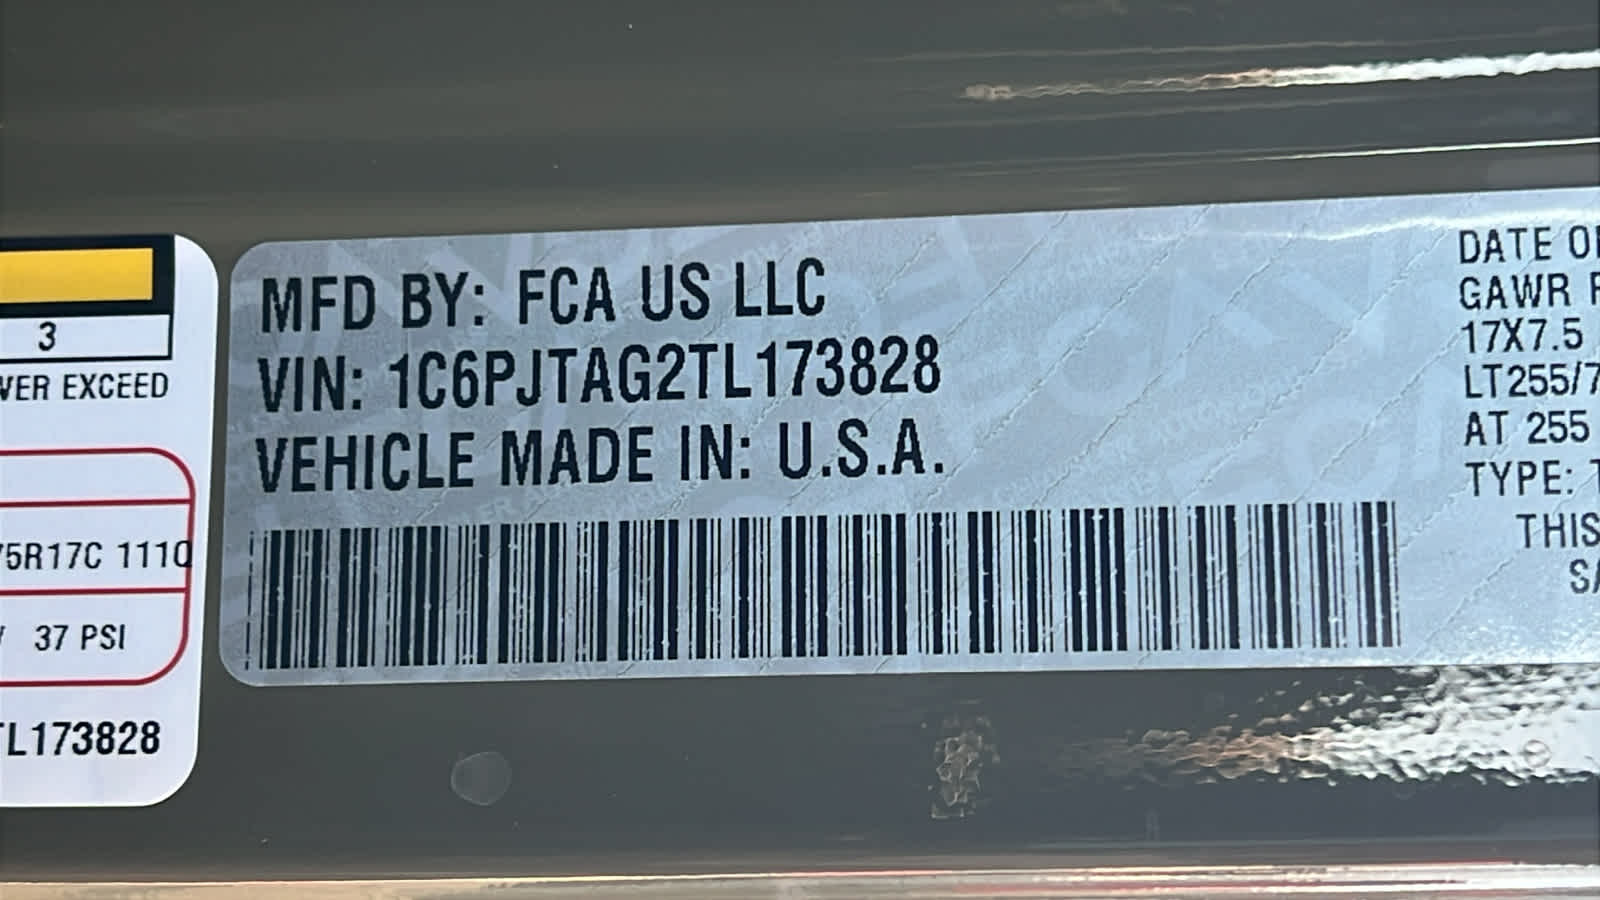 3
VER EXCEED
75R17C 111Q
37 PSI
TL173828
MFD BY: FCA US LLC
VIN: 1C6PJTAG2TL173828
VEHICLE MADE IN: U.S.A.
DATE O
GAWR
17X7.5
LT255/7
AT 255
TYPE:
THIS